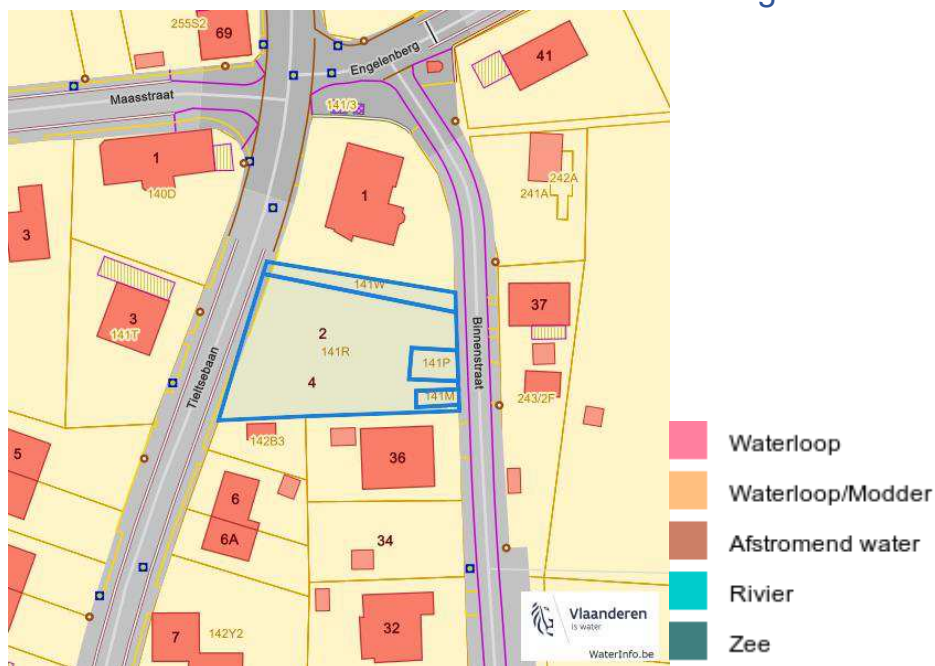 g
255S2
69
Engelenberg
41
Maasstraat
141/3
1
140D
1
242A
241A
3
141W
3
141T
2
141R
4
37
Tieltsebaan
Binnenstraat
141P
141M
243/2F
142B3
5
36
6
6A
34
7
142Y2
32
Vlaanderen
is water
WaterInfo.be
Waterloop
Waterloop/Modder
Afstromend water
Rivier
Zee